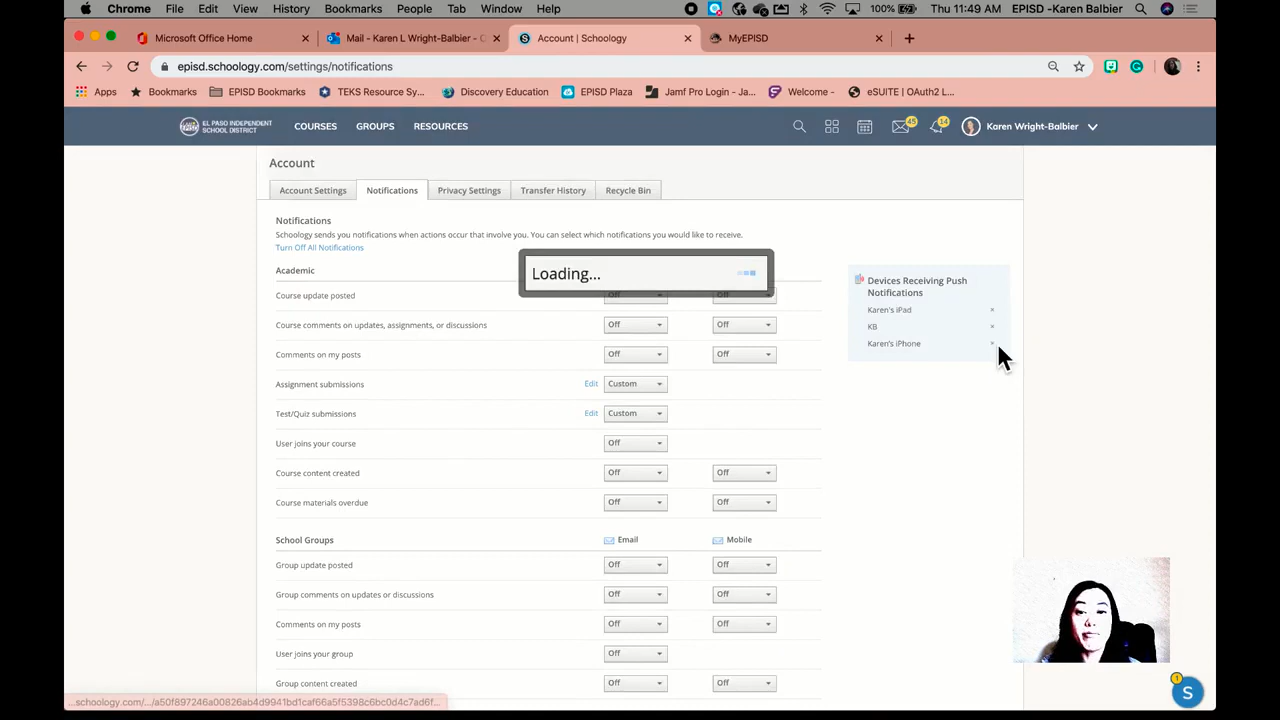 Chrome File Edit View History Bookmarks People Tab Window Help 100% Thu 11:49 AM EPISD -Karen Balbier
Microsoft Office Home × Mail - Karen L Wright-Balbier - × Account | Schoology × MyEPISD × +
episd.schoology.com/settings/notifications
Apps Bookmarks EPISD Bookmarks TEKS Resource Sy... Discovery Education EPISD Plaza Jamf Pro Login - Ja... Welcome - eSUITE | OAuth2 L...
EL PASO INDEPENDENT
SCHOOL DISTRICT
COURSES GROUPS RESOURCES 45 14 Karen Wright-Balbier
Account
Account Settings Notifications Privacy Settings Transfer History Recycle Bin
Notifications
Schoology sends you notifications when actions occur that involve you. You can select which notifications you would like to receive.
Turn Off All Notifications
Loading...
Academic
Course update posted
Course comments on updates, assignments, or discussions Off Off
Comments on my posts Off Off
Assignment submissions Edit Custom
Test/Quiz submissions Edit Custom
User joins your course Off
Course content created Off Off
Course materials overdue Off Off
School Groups Email Mobile
Group update posted Off Off
Group comments on updates or discussions Off Off
Comments on my posts Off Off
User joins your group Off
Group content created Off Off
Devices Receiving Push
Notifications
Karen's iPad ×
KB ×
Karen's iPhone ×
1
S
...schoology.com/.../a50f897246a00826ab4d9941bd1caf66a5f5398c6bc0d4c7ad6f...